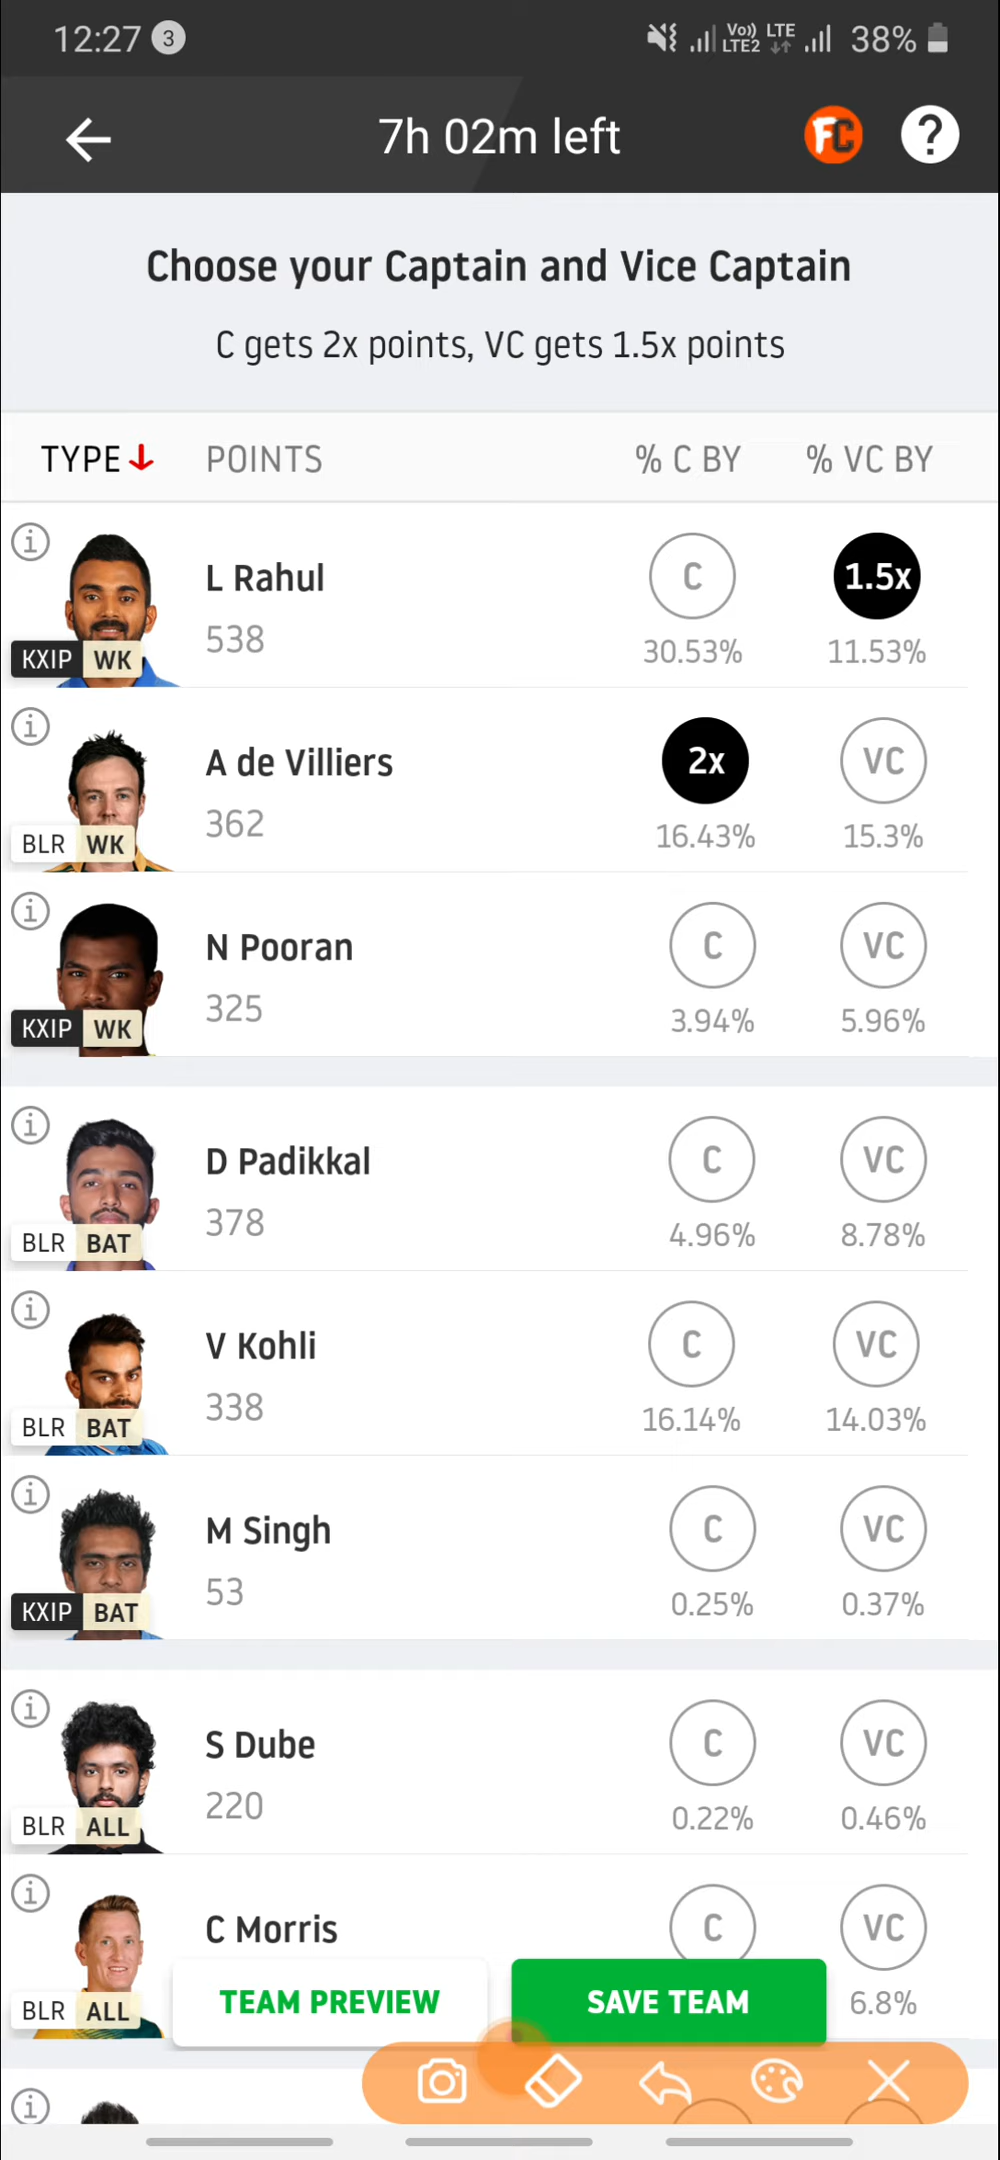 12:27 3 Vo)) LTE2 LTE 38%
7h 02m left FC ?
Choose your Captain and Vice Captain
C gets 2x points, VC gets 1.5x points
TYPE POINTS % C BY % VC BY
L Rahul C 1.5x
538 30.53% 11.53%
KXIP WK
A de Villiers 2x VC
362 16.43% 15.3%
BLR WK
N Pooran C VC
325 3.94% 5.96%
KXIP WK
D Padikkal C VC
378 4.96% 8.78%
BLR BAT
V Kohli C VC
338 16.14% 14.03%
BLR BAT
M Singh C VC
53 0.25% 0.37%
KXIP BAT
S Dube C VC
220 0.22% 0.46%
BLR ALL
C Morris C VC
BLR ALL TEAM PREVIEW SAVE TEAM 6.8%